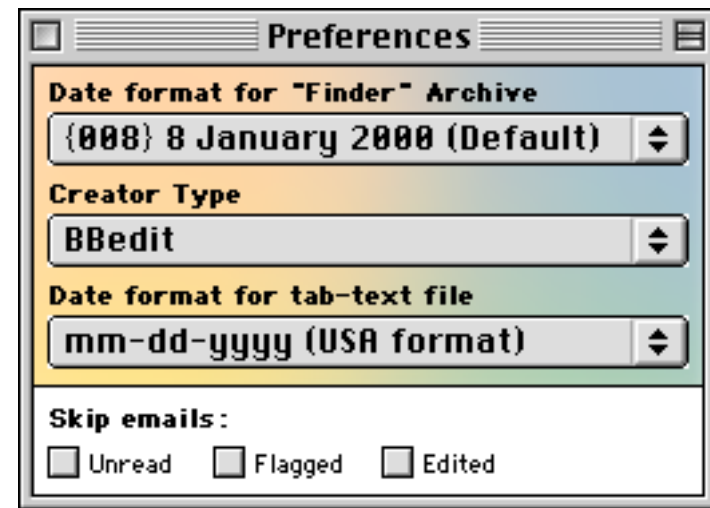 Preferences
Date format for "Finder" Archive
{008} 8 January 2000 (Default)
Creator Type
BBedit
Date format for tab-text file
mm-dd-yyyy (USA format)
Skip emails:
Unread Flagged Edited